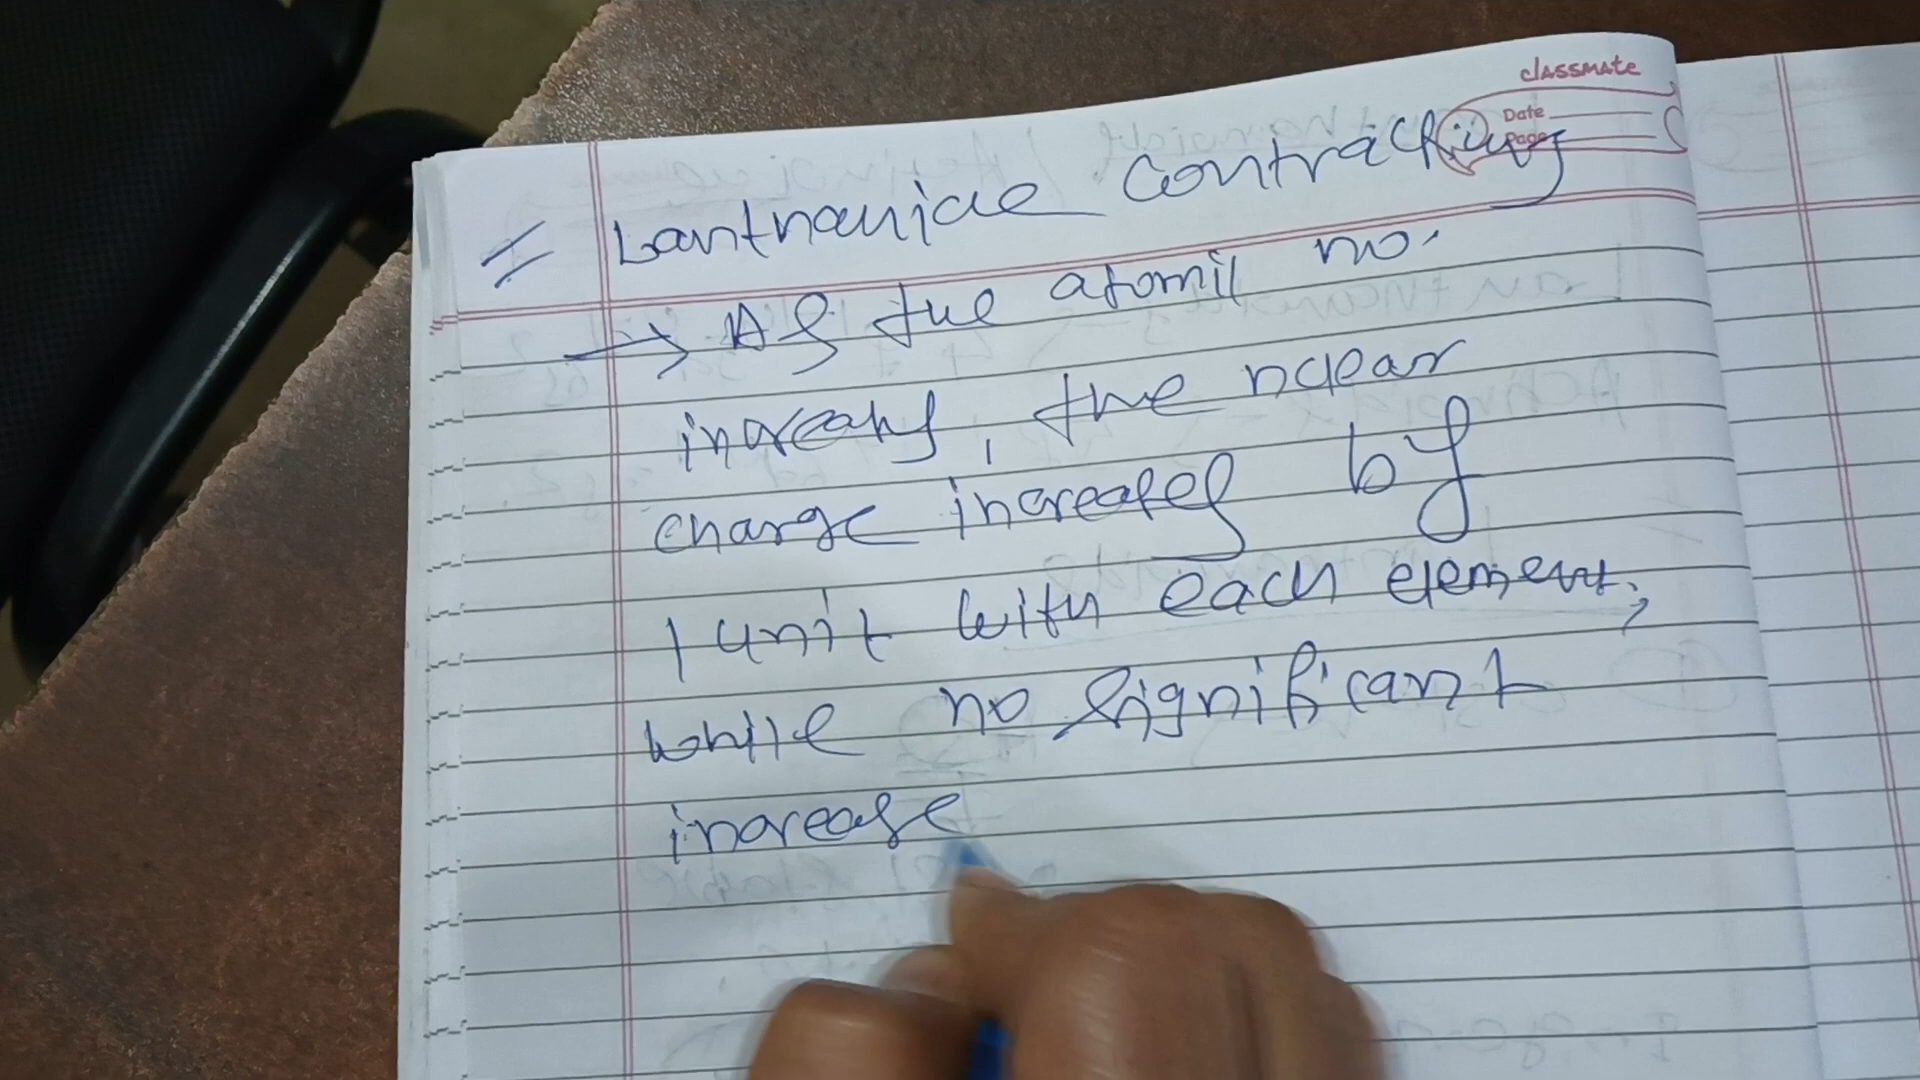 classmate
Date
Page
= Lanthanide Contraction
→ As the atomic no.
increases, the nclear
charge increases by
1 unit with each element,
while no significant
increase